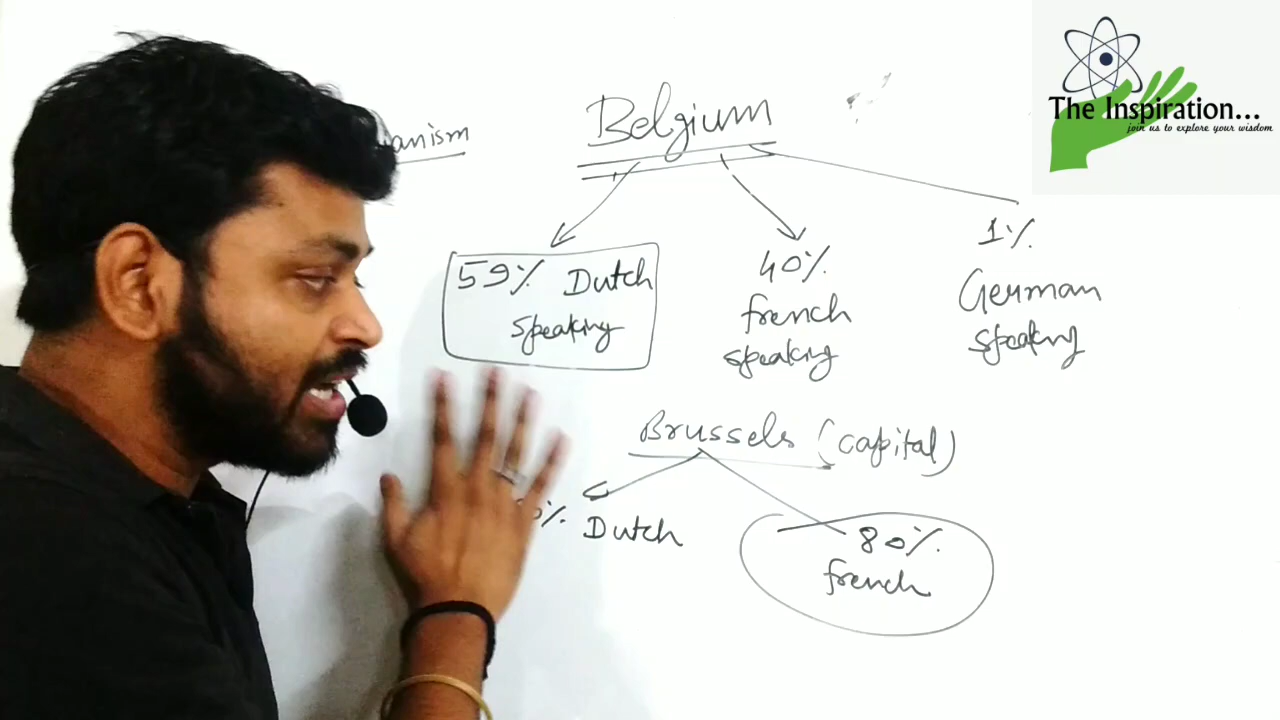 Belgium
59% Dutch
speaking
40%
french
speaking
1%
German
speaking
Brussels (capital)
Dutch
80%
french
The Inspiration...
join us to explore your wisdom